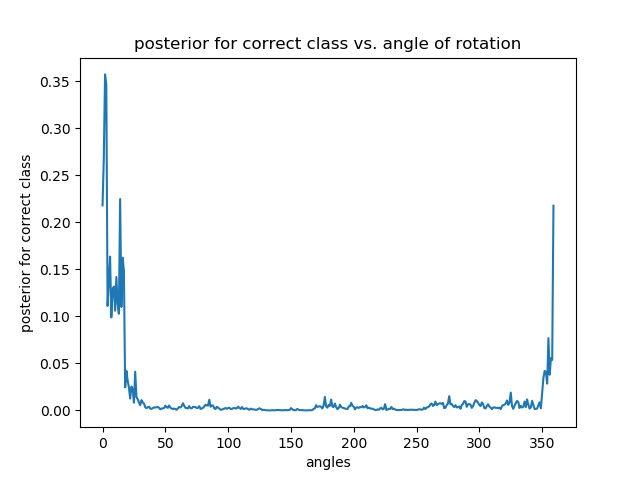 posterior for correct class vs. angle of rotation
0.35
0.30
0.25
0.20
0.15
0.10
0.05
0.00
posterior for correct class
0 50 100 150 200 250 300 350
angles